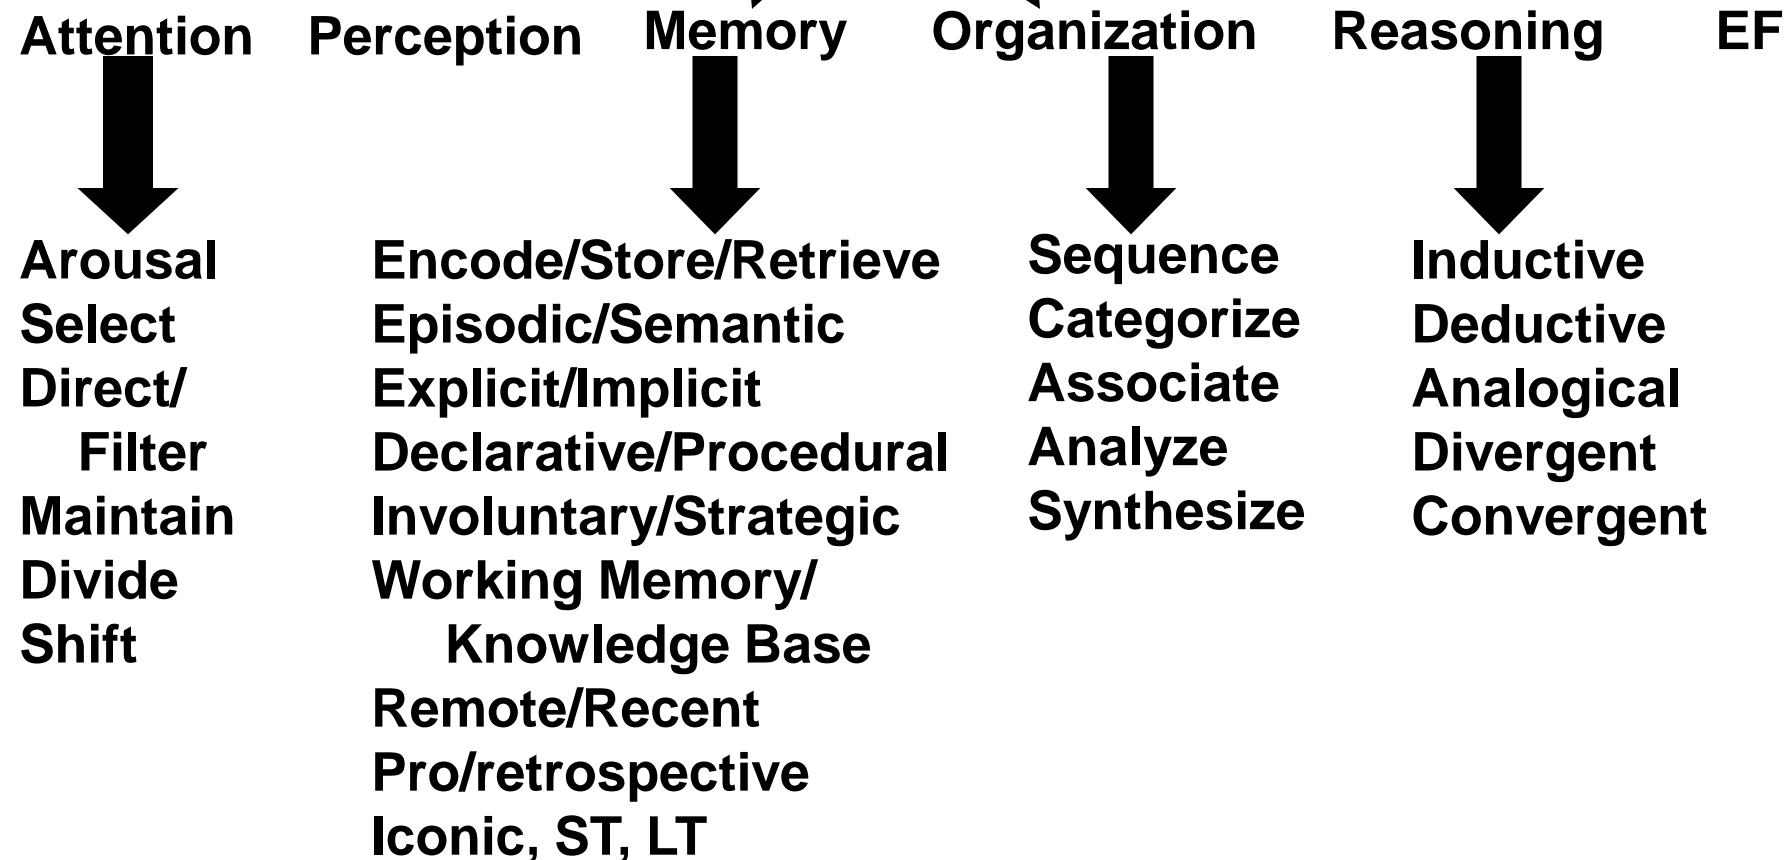 Attention Perception Memory Organization Reasoning EF
Arousal
Select
Direct/
Filter
Maintain
Divide
Shift
Encode/Store/Retrieve
Episodic/Semantic
Explicit/Implicit
Declarative/Procedural
Involuntary/Strategic
Working Memory/
Knowledge Base
Remote/Recent
Pro/retrospective
Iconic, ST, LT
Sequence
Categorize
Associate
Analyze
Synthesize
Inductive
Deductive
Analogical
Divergent
Convergent